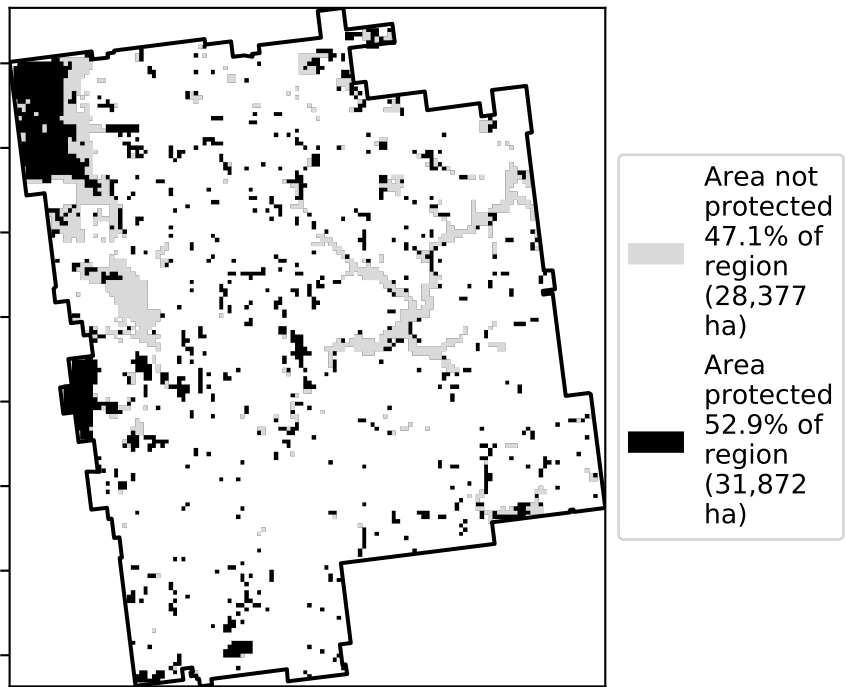 Area not
protected
47.1% of
region
(28,377
ha)
Area
protected
52.9% of
region
(31,872
ha)